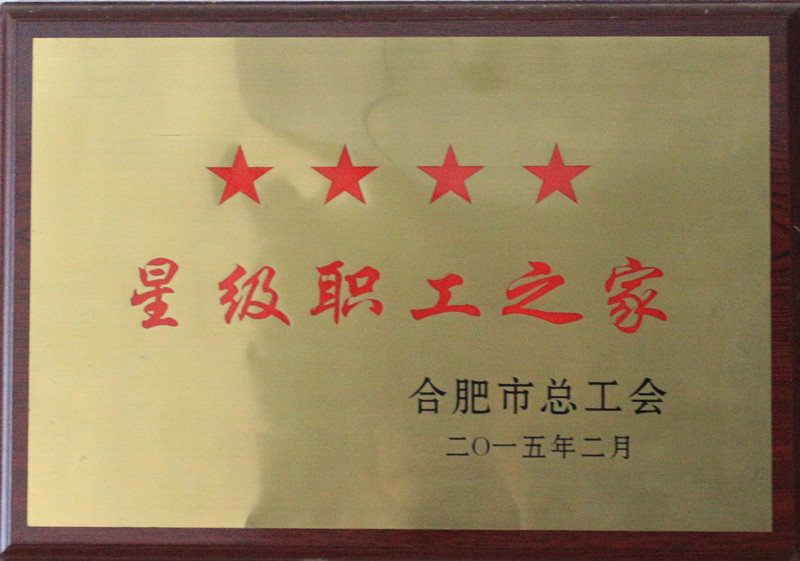 星级职工之家
合肥市总工会
二〇一五年二月